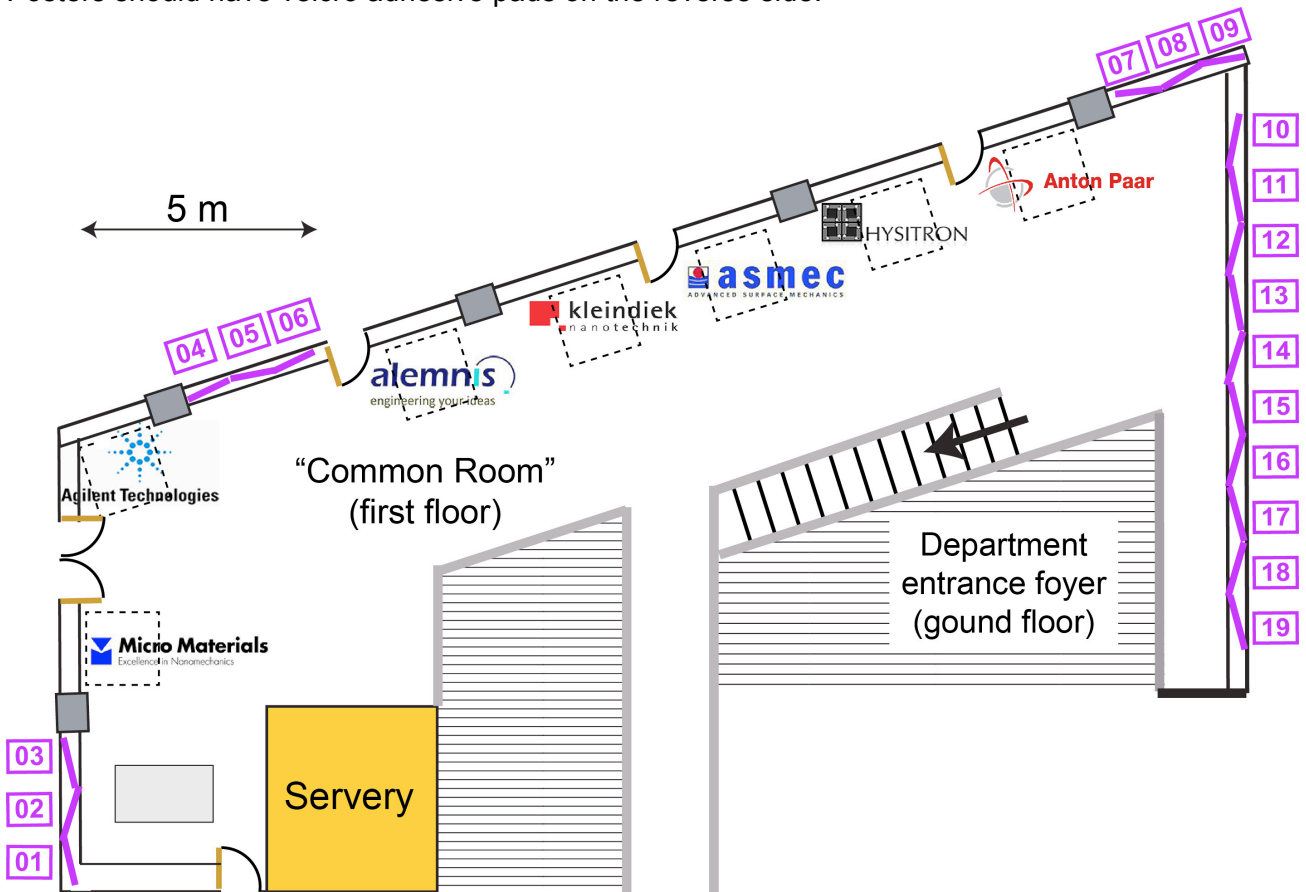 Posters should have velcro adhesive pads on the reverse side.
07 08 09
10
Anton Paar
11
5 m
HYSITRON
12
asmec
ADVANCED SURFACE MECHANICS
13
kleindiek
nanotechnik
04 05 06
14
alemnis
engineering your ideas
15
Agilent Technologies
“Common Room”
(first floor)
16
17
Department
entrance foyer
(gound floor)
18
19
Micro Materials
Excellence in Nanomechanics
03
02
01
Servery